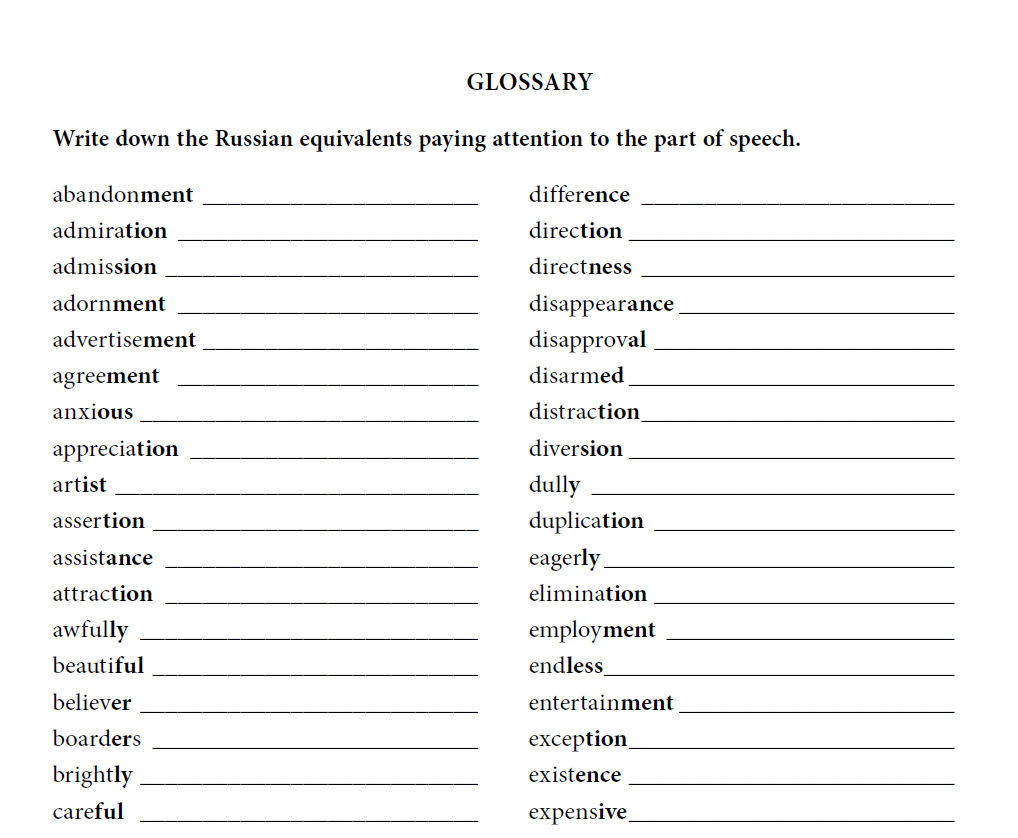 GLOSSARY
Write down the Russian equivalents paying attention to the part of speech.
abandonment
admiration
admission
adornment
advertisement
agreement
anxious
appreciation
artist
assertion
assistance
attraction
awfully
beautiful
believer
boarders
brightly
careful
difference
direction
directness
disappearance
disapproval
disarmed
distraction
diversion
dully
duplication
eagerly
elimination
employment
endless
entertainment
exception
existence
expensive